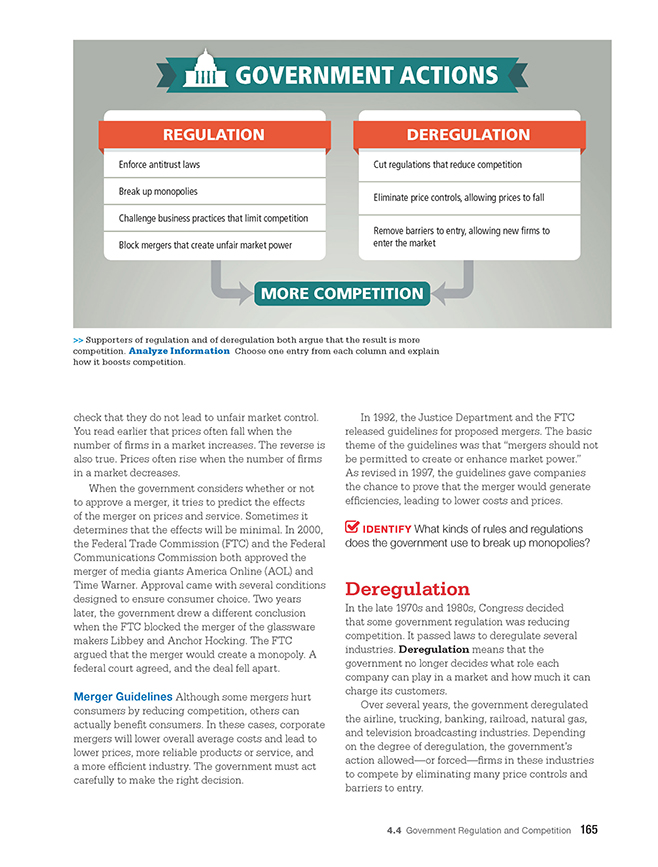 GOVERNMENT ACTIONS
REGULATION
Enforce antitrust laws
Break up monopolies
Challenge business practices that limit competition
Block mergers that create unfair market power
DEREGULATION
Cut regulations that reduce competition
Eliminate price controls, allowing prices to fall
Remove barriers to entry, allowing new firms to
enter the market
MORE COMPETITION
>> Supporters of regulation and of deregulation both argue that the result is more
competition. Analyze Information Choose one entry from each column and explain
how it boosts competition.
check that they do not lead to unfair market control.
You read earlier that prices often fall when the
number of firms in a market increases. The reverse is
also true. Prices often rise when the number of firms
in a market decreases.
When the government considers whether or not
to approve a merger, it tries to predict the effects
of the merger on prices and service. Sometimes it
determines that the effects will be minimal. In 2000,
the Federal Trade Commission (FTC) and the Federal
Communications Commission both approved the
merger of media giants America Online (AOL) and
Time Warner. Approval came with several conditions
designed to ensure consumer choice. Two years
later, the government drew a different conclusion
when the FTC blocked the merger of the glassware
makers Libbey and Anchor Hocking. The FTC
argued that the merger would create a monopoly. A
federal court agreed, and the deal fell apart.
Merger Guidelines Although some mergers hurt
consumers by reducing competition, others can
actually benefit consumers. In these cases, corporate
mergers will lower overall average costs and lead to
lower prices, more reliable products or service, and
a more efficient industry. The government must act
carefully to make the right decision.
In 1992, the Justice Department and the FTC
released guidelines for proposed mergers. The basic
theme of the guidelines was that “mergers should not
be permitted to create or enhance market power.”
As revised in 1997, the guidelines gave companies
the chance to prove that the merger would generate
efficiencies, leading to lower costs and prices.
IDENTIFY What kinds of rules and regulations
does the government use to break up monopolies?
Deregulation
In the late 1970s and 1980s, Congress decided
that some government regulation was reducing
competition. It passed laws to deregulate several
industries. Deregulation means that the
government no longer decides what role each
company can play in a market and how much it can
charge its customers.
Over several years, the government deregulated
the airline, trucking, banking, railroad, natural gas,
and television broadcasting industries. Depending
on the degree of deregulation, the government’s
action allowed—or forced—firms in these industries
to compete by eliminating many price controls and
barriers to entry.
4.4 Government Regulation and Competition 165